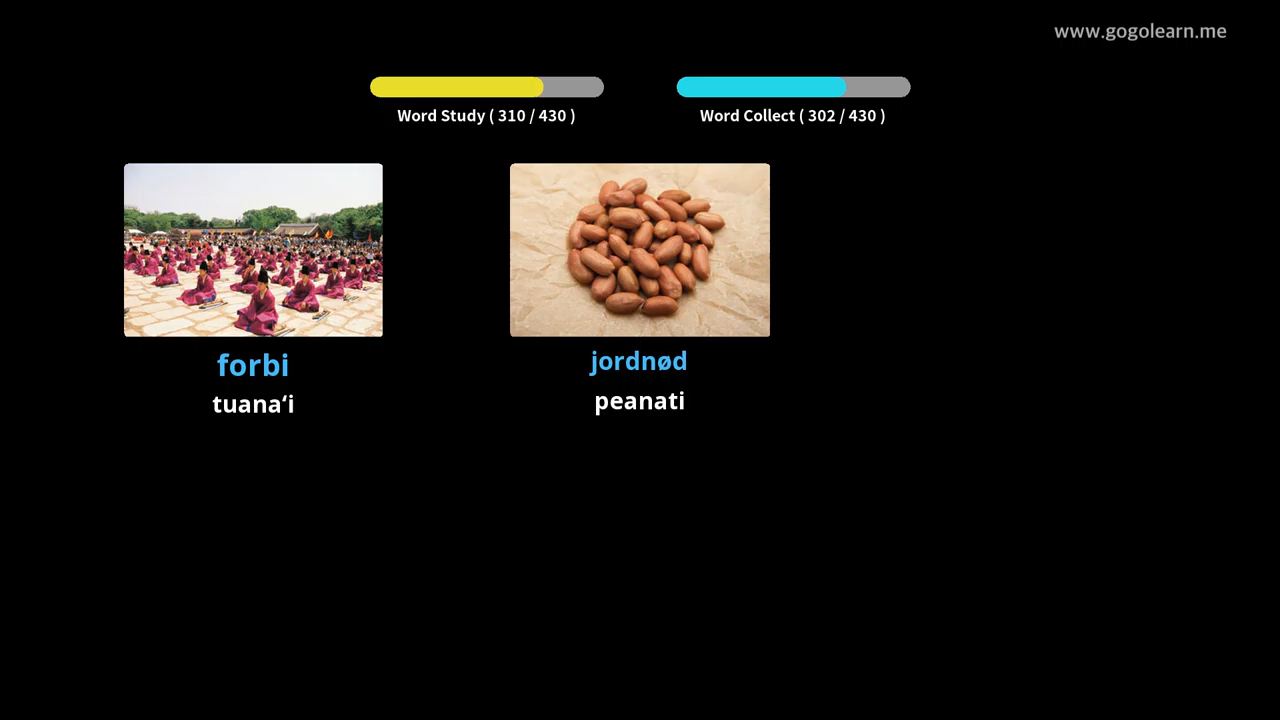 www.gogolearn.me
Word Study ( 310 / 430 )
Word Collect ( 302 / 430 )
forbi
tuana‘i
jordnød
peanati